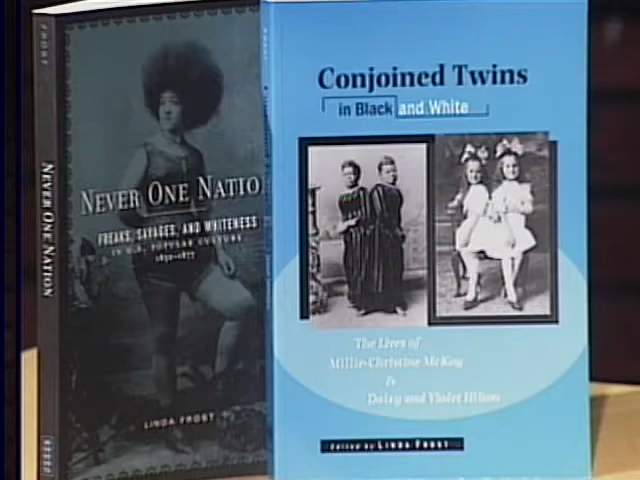 FROST
NEVER ONE NATION
NEVER ONE NATIO
FREAKS, SAVAGES, AND WHITENESS
IN U.S. POPULAR CULTURE
1850–1877
LINDA FROST
Conjoined Twins
in Black and White
The Lives of
Millie-Christine McKoy
&
Daisy and Violet Hilton
Edited by LINDA FROST